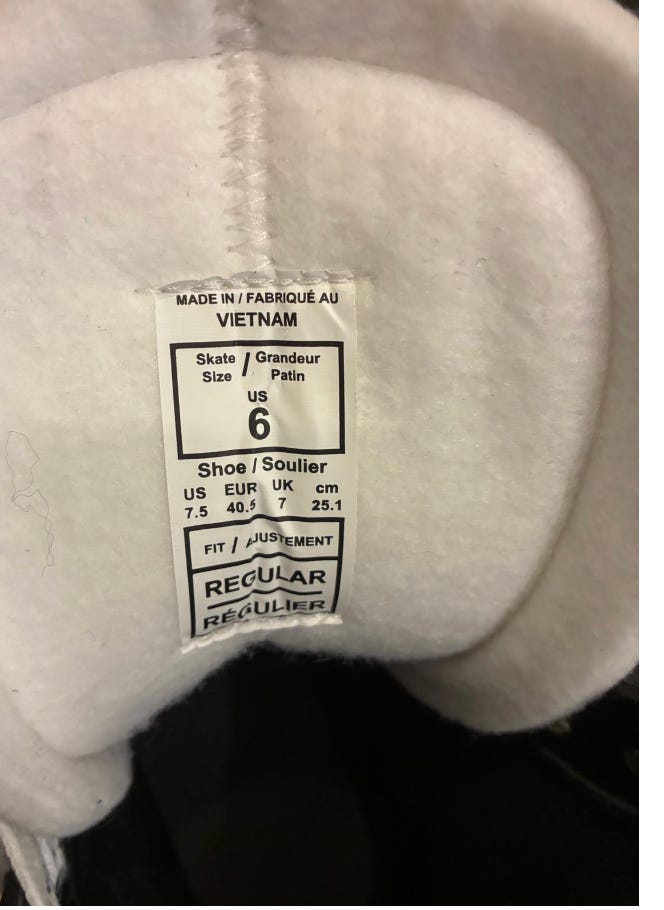 MADE IN / FABRIQUÉ AU
VIETNAM
Skate / Grandeur
Size Patin
US
6
Shoe / Soulier
US EUR UK cm
7.5 40.5 7 25.1
FIT / AJUSTEMENT
REGULAR
RÉGULIER